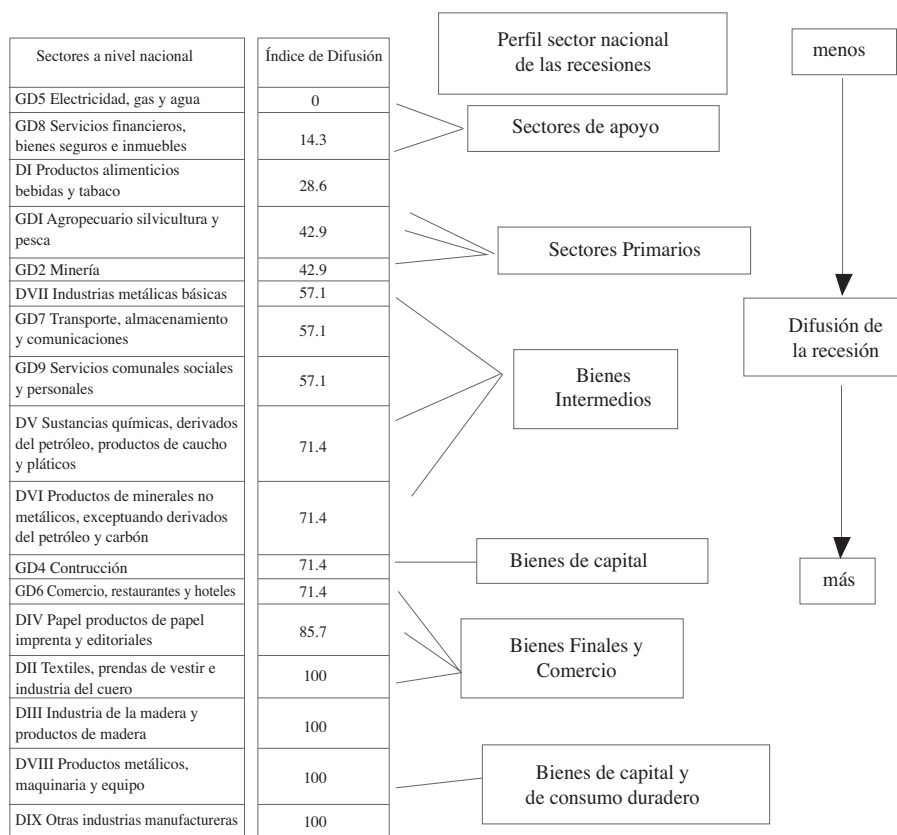 Sectores a nivel nacional
Índice de Difusión
GD5 Electricidad, gas y agua
0
GD8 Servicios financieros,
bienes seguros e inmuebles
14.3
DI Productos alimenticios
bebidas y tabaco
28.6
GDI Agropecuario silvicultura y
pesca
42.9
GD2 Minería
42.9
DVII Industrias metálicas básicas
57.1
GD7 Transporte, almacenamiento
y comunicaciones
57.1
GD9 Servicios comunales sociales
y personales
57.1
DV Sustancias químicas, derivados
del petróleo, productos de caucho
y pláticos
71.4
DVI Productos de minerales no
metálicos, exceptuando derivados
del petróleo y carbón
71.4
GD4 Contrucción
71.4
GD6 Comercio, restaurantes y hoteles
71.4
DIV Papel productos de papel
imprenta y editoriales
85.7
DII Textiles, prendas de vestir e
industria del cuero
100
DIII Industria de la madera y
productos de madera
100
DVIII Productos metálicos,
maquinaria y equipo
100
DIX Otras industrias manufactureras
100
Perfil sector nacional
de las recesiones
Sectores de apoyo
Sectores Primarios
Bienes
Intermedios
Bienes de capital
Bienes Finales y
Comercio
Bienes de capital y
de consumo duradero
menos
Difusión de
la recesión
más